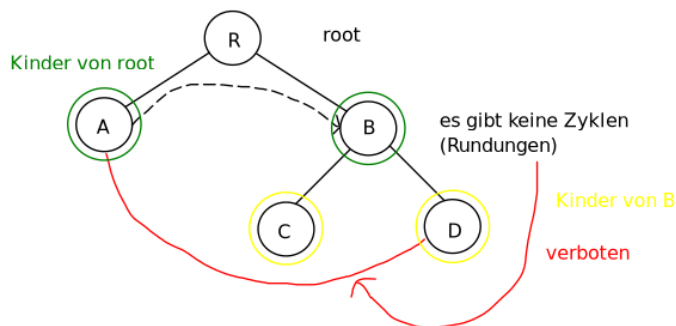 R
root
Kinder von root
A
B
es gibt keine Zyklen
(Rundungen)
Kinder von B
C
D
verboten